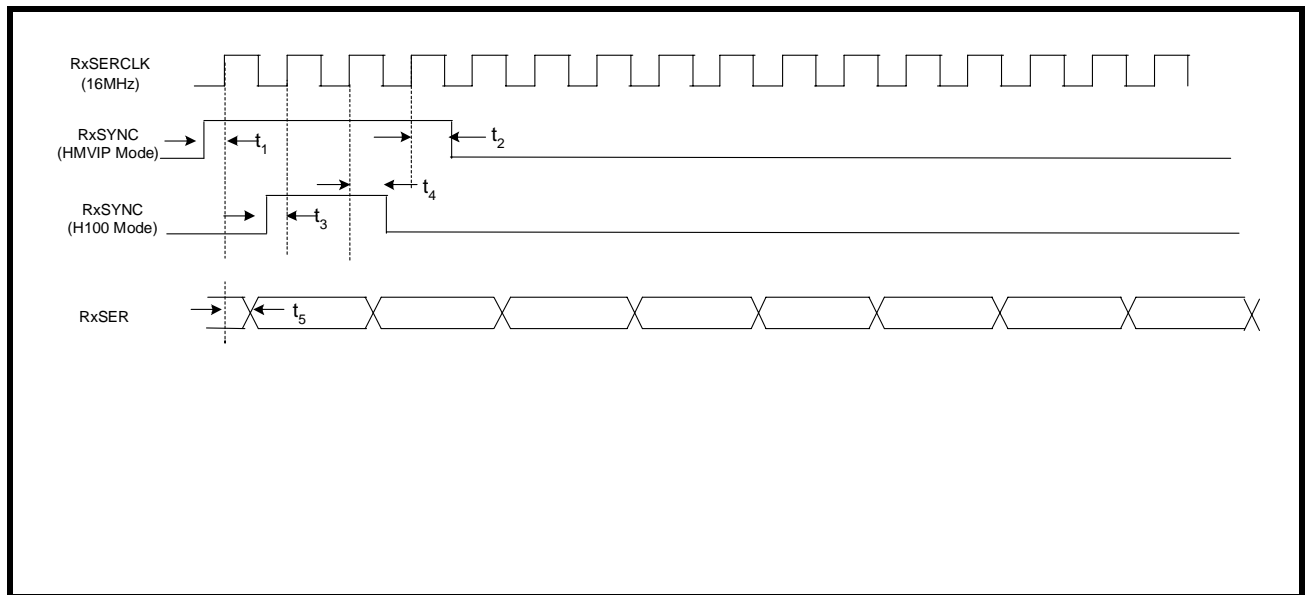 RxSERCLK
(16MHz)
RxSYNC
(HMVIP Mode)
t1
t2
RxSYNC
(H100 Mode)
t3
t4
RxSER
t5